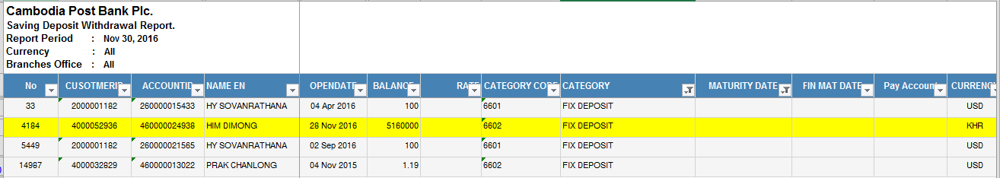 Cambodia Post Bank Plc.
Saving Deposit Withdrawal Report.
Report Period : Nov 30, 2016
Currency : All
Branches Office : All
No CUSOTMERID ACCOUNTID NAME EN OPENDATE BALANCE RATE CATEGORY CODE CATEGORY MATURITY DATE FIN MAT DATE Pay Account CURRENC
33 2000001182 260000015433 HY SOVANRATHANA 04 Apr 2016 100 6601 FIX DEPOSIT USD
4184 4000052936 460000024938 HIM DIMONG 28 Nov 2016 5160000 6602 FIX DEPOSIT KHR
5449 2000001182 260000021565 HY SOVANRATHANA 02 Sep 2016 100 6601 FIX DEPOSIT USD
14987 4000032829 460000013022 PRAK CHANLONG 04 Nov 2015 1.19 6602 FIX DEPOSIT USD